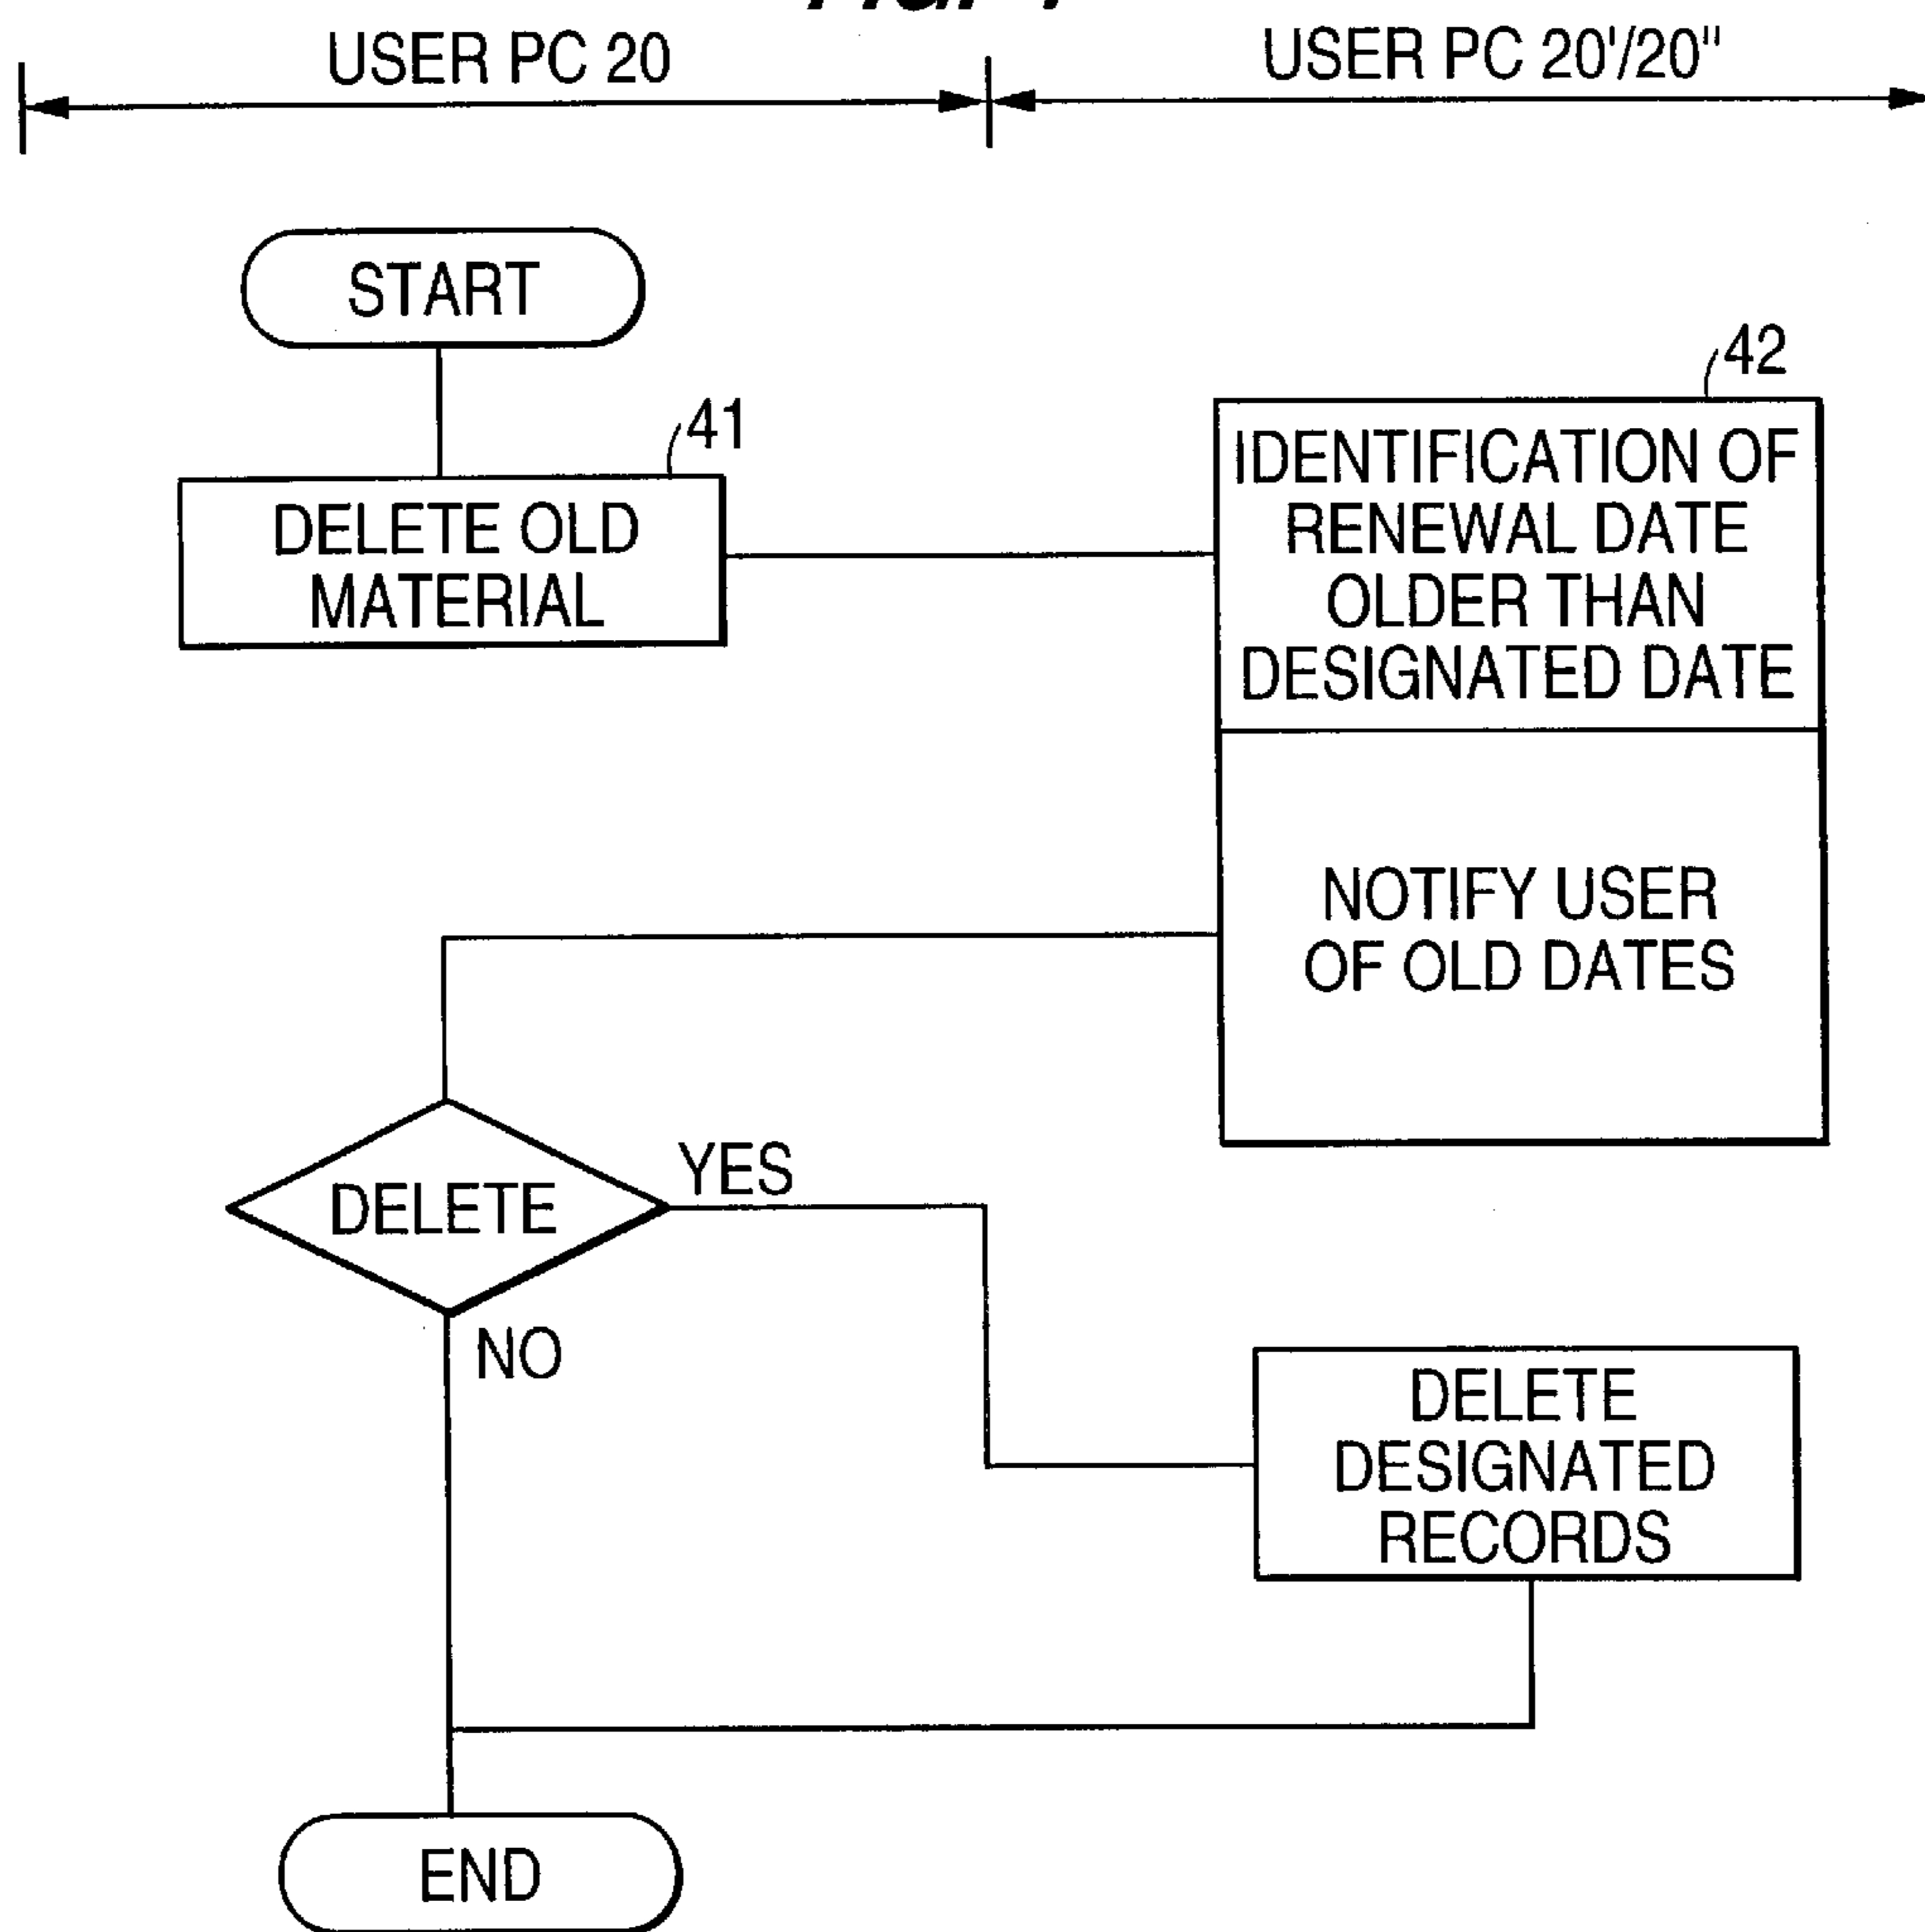 USER PC 20
USER PC 20'/20"
START
41
DELETE OLD
MATERIAL
42
IDENTIFICATION OF
RENEWAL DATE
OLDER THAN
DESIGNATED DATE
NOTIFY USER
OF OLD DATES
DELETE
YES
NO
DELETE
DESIGNATED
RECORDS
END